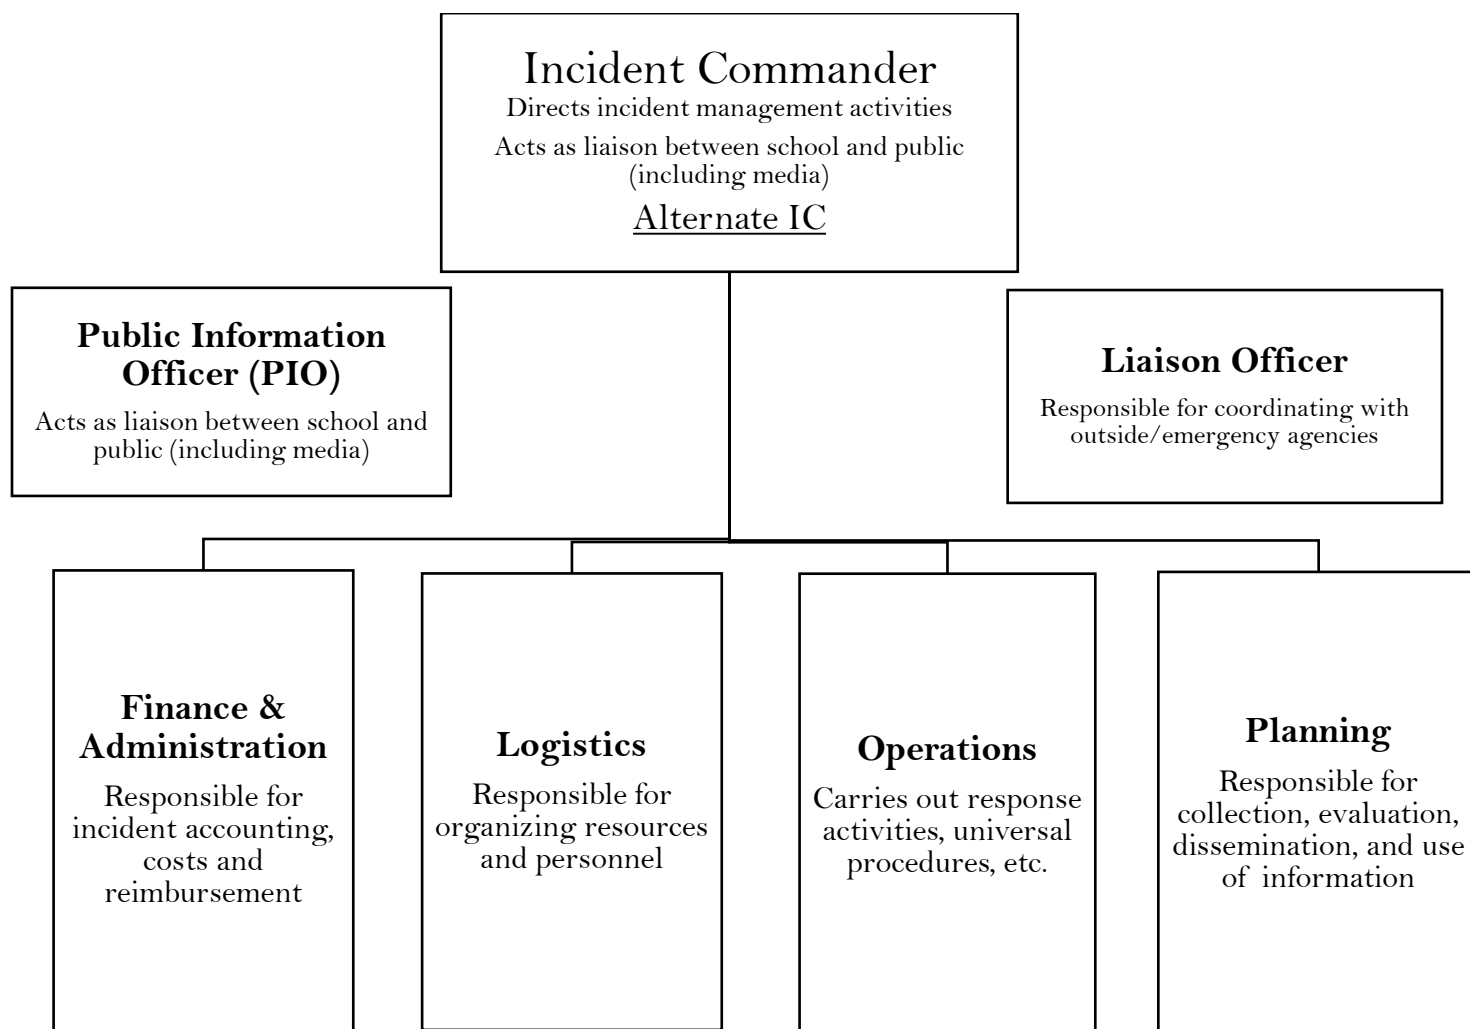 Incident Commander
Directs incident management activities
Acts as liaison between school and public
(including media)
Alternate IC
Public Information
Officer (PIO)
Acts as liaison between school and
public (including media)
Liaison Officer
Responsible for coordinating with
outside/emergency agencies
Finance &
Administration
Responsible for
incident accounting,
costs and
reimbursement
Logistics
Responsible for
organizing resources
and personnel
Operations
Carries out response
activities, universal
procedures, etc.
Planning
Responsible for
collection, evaluation,
dissemination, and use
of information